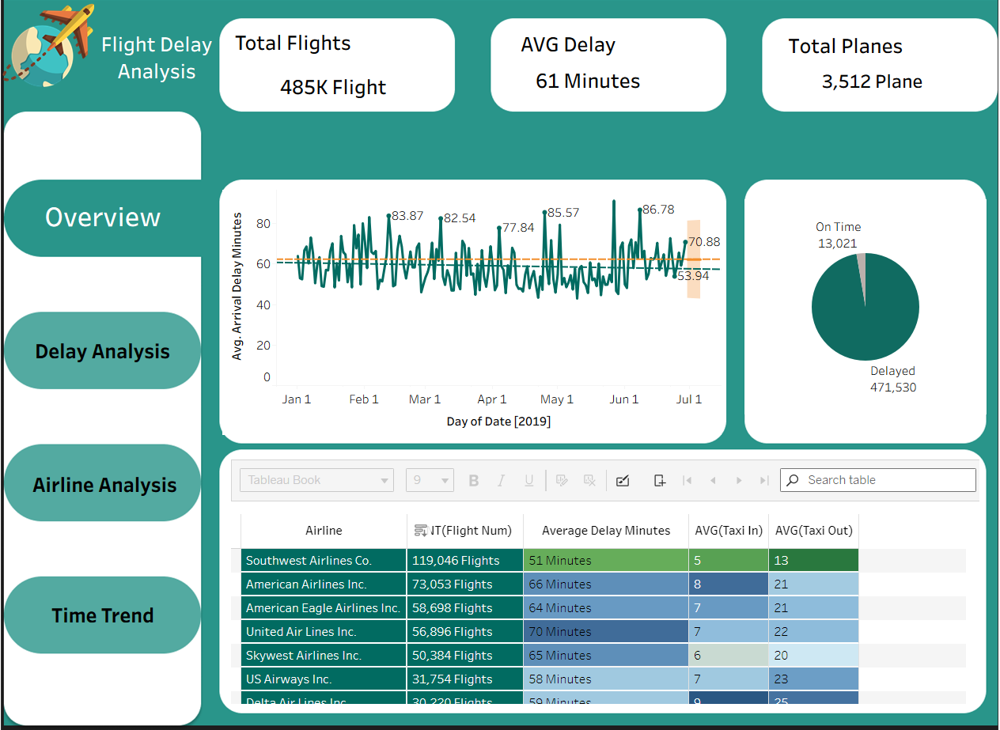 Flight Delay
Analysis
Total Flights
485K Flight
AVG Delay
61 Minutes
Total Planes
3,512 Plane
Overview
Delay Analysis
Airline Analysis
Time Trend
Avg. Arrival Delay Minutes
80
60
40
20
0
83.87
82.54
77.84
85.57
86.78
70.88
53.94
Jan 1 Feb 1 Mar 1 Apr 1 May 1 Jun 1 Jul 1
Day of Date [2019]
On Time
13,021
Delayed
471,530
Tableau Book 9 B I U Search table
Airline IT(Flight Num) Average Delay Minutes AVG(Taxi In) AVG(Taxi Out)
Southwest Airlines Co. 119,046 Flights 51 Minutes 5 13
American Airlines Inc. 73,053 Flights 66 Minutes 8 21
American Eagle Airlines Inc. 58,698 Flights 64 Minutes 7 21
United Air Lines Inc. 56,896 Flights 70 Minutes 7 22
Skywest Airlines Inc. 50,384 Flights 65 Minutes 6 20
US Airways Inc. 31,754 Flights 58 Minutes 7 23
Delta Air Lines Inc. 30,220 Flights 59 Minutes 9 25